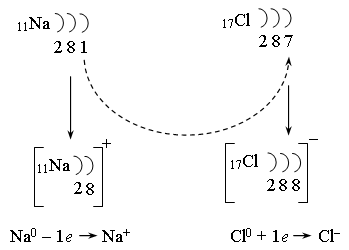 ₁₁Na ) ) )
2 8 1
₁₇Cl ) ) )
2 8 7
[₁₁Na ) )]⁺
2 8
[₁₇Cl ) ) )]⁻
2 8 8
Na⁰ – 1e → Na⁺
Cl⁰ + 1e → Cl⁻